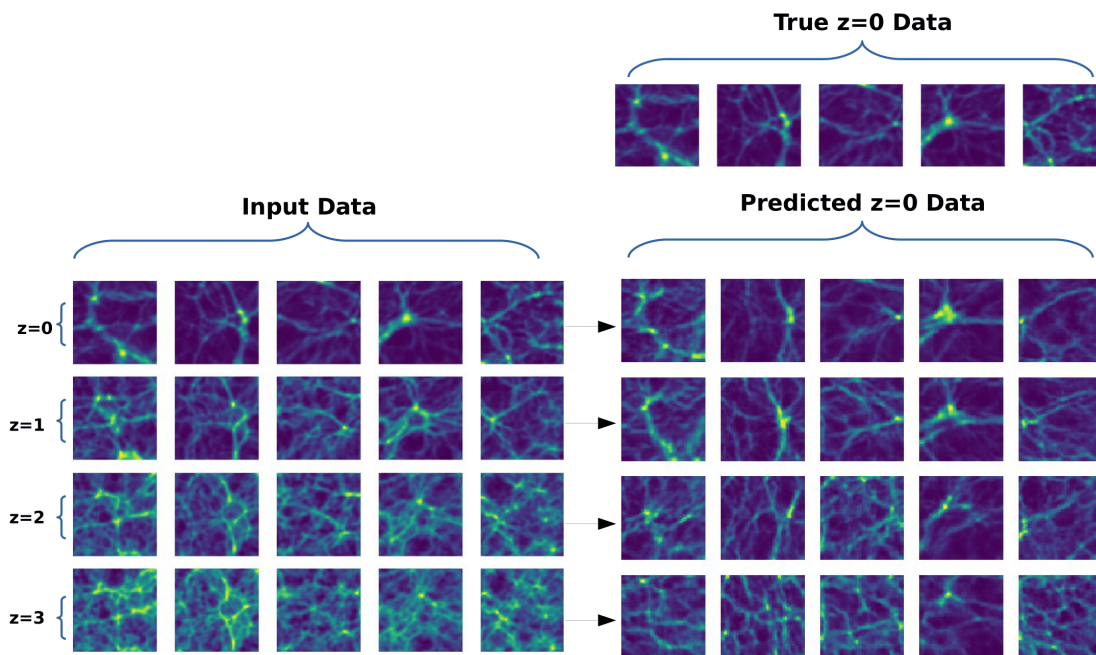 True z=0 Data
Input Data
Predicted z=0 Data
z=0
z=1
z=2
z=3